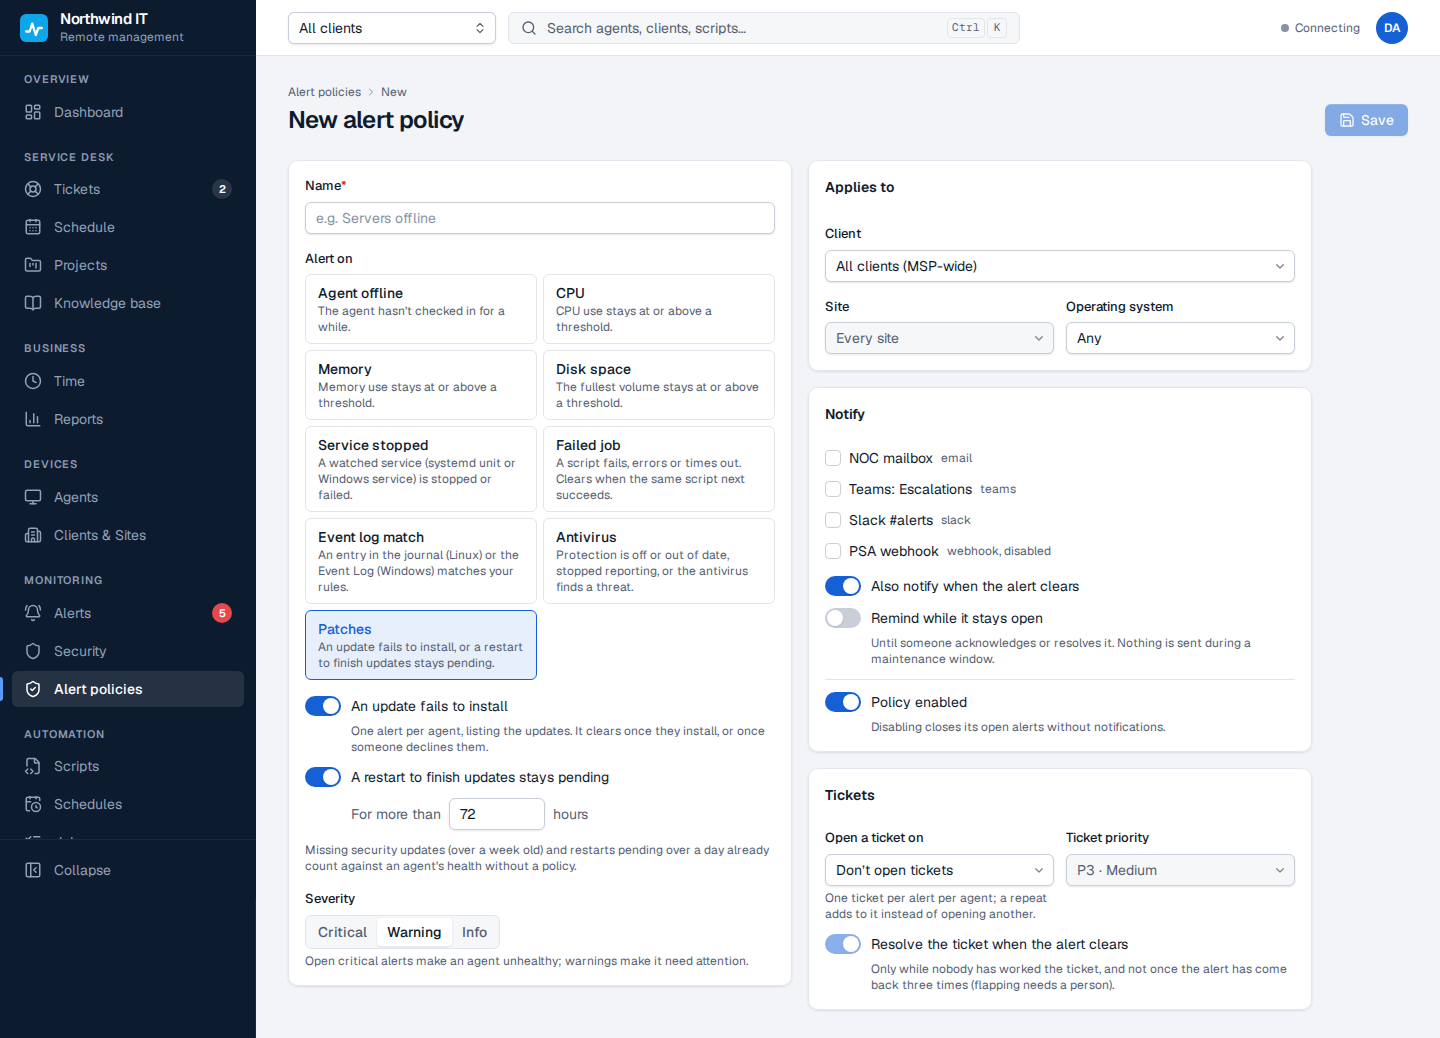 Northwind IT
Remote management
All clients
Search agents, clients, scripts...
Ctrl K
Connecting
DA
OVERVIEW
Dashboard
SERVICE DESK
Tickets 2
Schedule
Projects
Knowledge base
BUSINESS
Time
Reports
DEVICES
Agents
Clients & Sites
MONITORING
Alerts 5
Security
Alert policies
AUTOMATION
Scripts
Schedules
Collapse
Alert policies > New
New alert policy
Save
Name*
e.g. Servers offline
Alert on
Agent offline
The agent hasn't checked in for a
while.
CPU
CPU use stays at or above a
threshold.
Memory
Memory use stays at or above a
threshold.
Disk space
The fullest volume stays at or above
a threshold.
Service stopped
A watched service (systemd unit or
Windows service) is stopped or
failed.
Failed job
A script fails, errors or times out.
Clears when the same script next
succeeds.
Event log match
An entry in the journal (Linux) or the
Event Log (Windows) matches your
rules.
Antivirus
Protection is off or out of date,
stopped reporting, or the antivirus
finds a threat.
Patches
An update fails to install, or a restart
to finish updates stays pending.
An update fails to install
One alert per agent, listing the updates. It clears once they install, or once
someone declines them.
A restart to finish updates stays pending
For more than 72 hours
Missing security updates (over a week old) and restarts pending over a day already
count against an agent's health without a policy.
Severity
Critical Warning Info
Open critical alerts make an agent unhealthy; warnings make it need attention.
Applies to
Client
All clients (MSP-wide)
Site
Every site
Operating system
Any
Notify
NOC mailbox email
Teams: Escalations teams
Slack #alerts slack
PSA webhook webhook, disabled
Also notify when the alert clears
Remind while it stays open
Until someone acknowledges or resolves it. Nothing is sent during a
maintenance window.
Policy enabled
Disabling closes its open alerts without notifications.
Tickets
Open a ticket on
Don't open tickets
One ticket per alert per agent; a repeat
adds to it instead of opening another.
Ticket priority
P3 · Medium
Resolve the ticket when the alert clears
Only while nobody has worked the ticket, and not once the alert has come
back three times (flapping needs a person).